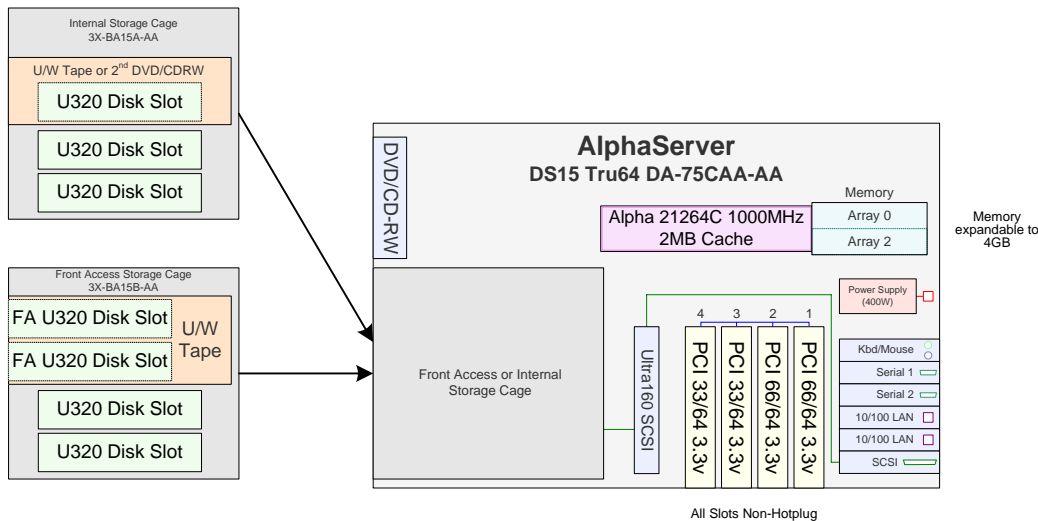 Internal Storage Cage
3X-BA15A-AA
U/W Tape or 2nd DVD/CDRW
U320 Disk Slot
U320 Disk Slot
U320 Disk Slot
Front Access Storage Cage
3X-BA15B-AA
FA U320 Disk Slot
FA U320 Disk Slot
U/W
Tape
U320 Disk Slot
U320 Disk Slot
DVD/CD-RW
AlphaServer
DS15 Tru64 DA-75CAA-AA
Alpha 21264C 1000MHz
2MB Cache
Memory
Array 0
Array 2
Memory
expandable to
4GB
Power Supply
(400W)
Front Access or Internal
Storage Cage
Ultra160 SCSI
4
3
2
1
PCI 33/64 3.3v
PCI 33/64 3.3v
PCI 66/64 3.3v
PCI 66/64 3.3v
Kbd/Mouse
Serial 1
Serial 2
10/100 LAN
10/100 LAN
SCSI
All Slots Non-Hotplug